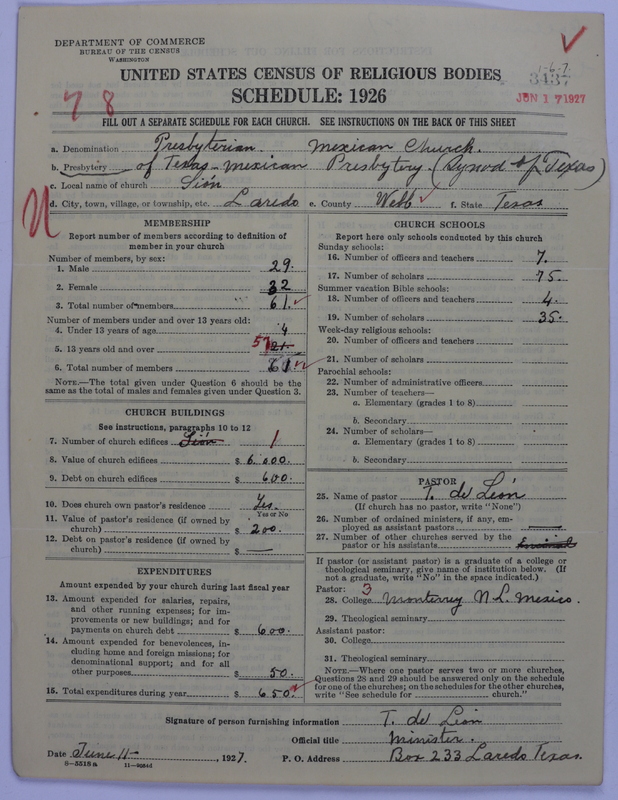 DEPARTMENT OF COMMERCE
BUREAU OF THE CENSUS
WASHINGTON
1-6-7
3437
JUN 17 1927
78
UNITED STATES CENSUS OF RELIGIOUS BODIES
SCHEDULE: 1926
FILL OUT A SEPARATE SCHEDULE FOR EACH CHURCH. SEE INSTRUCTIONS ON THE BACK OF THIS SHEET
a. Denomination Presbyterian Mexican Church.
b. Presbytery of Texas-Mexican Presbytery (Synod of Texas)
c. Local name of church Sión
d. City, town, village, or township, etc. Laredo e. County Webb f. State Texas
MEMBERSHIP
Report number of members according to definition of
member in your church
Number of members, by sex:
1. Male 29.
2. Female 32
3. Total number of members 61
Number of members under and over 13 years old:
4. Under 13 years of age 4
5. 13 years old and over 57
6. Total number of members 61
NOTE.—The total given under Question 6 should be the
same as the total of males and females given under Question 3.
CHURCH BUILDINGS
See instructions, paragraphs 10 to 12
7. Number of church edifices Sión 1
8. Value of church edifices $ 6.000.
9. Debt on church edifices $ 600.
10. Does church own pastor's residence Yes.
Yes or No
11. Value of pastor's residence (if owned by
church) $ 200.
12. Debt on pastor's residence (if owned by
church) $ —
EXPENDITURES
Amount expended by your church during last fiscal year
13. Amount expended for salaries, repairs,
and other running expenses; for im-
provements or new buildings; and for
payments on church debt $ 600.
14. Amount expended for benevolences, in-
cluding home and foreign missions; for
denominational support; and for all
other purposes $ 50.
15. Total expenditures during year $ 650.
CHURCH SCHOOLS
Report here only schools conducted by this church
Sunday schools:
16. Number of officers and teachers 7.
17. Number of scholars 75.
Summer vacation Bible schools:
18. Number of officers and teachers 4.
19. Number of scholars 35.
Week-day religious schools:
20. Number of officers and teachers
21. Number of scholars
Parochial schools:
22. Number of administrative officers
23. Number of teachers—
a. Elementary (grades 1 to 8)
b. Secondary
24. Number of scholars—
a. Elementary (grades 1 to 8)
b. Secondary
PASTOR
25. Name of pastor T. de León
(If church has no pastor, write "None")
26. Number of ordained ministers, if any, em-
ployed as assistant pastors —
27. Number of other churches served by the
pastor or his assistants
If pastor (or assistant pastor) is a graduate of a college or
theological seminary, give name of institution below. (If
not a graduate, write "No" in the space indicated.)
Pastor: 3
28. College Monterrey N.L. Mexico.
29. Theological seminary
Assistant pastor:
30. College
31. Theological seminary
NOTE.—Where one pastor serves two or more churches,
Questions 28 and 29 should be answered only on the schedule
for one of the churches; on the schedules for the other churches,
write "See schedule for church."
Signature of person furnishing information T. de León
Official title Minister.
Date June 11- , 1927. P. O. Address Box 233 Laredo Texas.
8-5518a 11-9284d